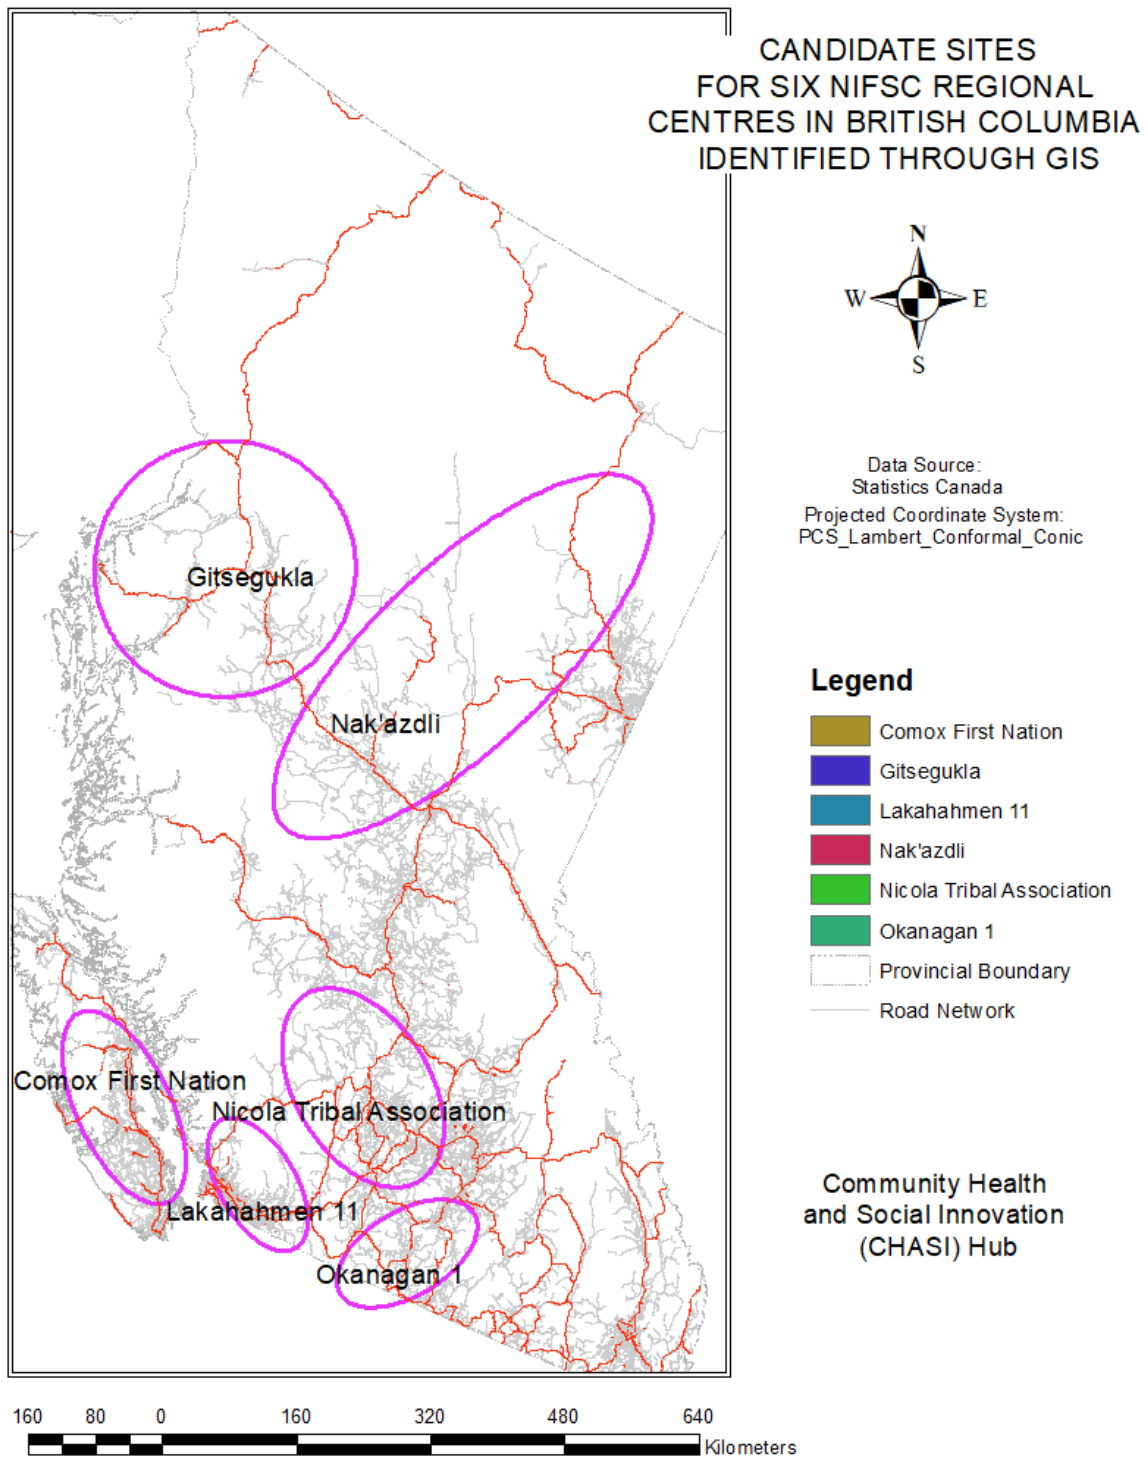 CANDIDATE SITES
FOR SIX NIFSC REGIONAL
CENTRES IN BRITISH COLUMBIA
IDENTIFIED THROUGH GIS
N
W
E
S
Data Source:
Statistics Canada
Projected Coordinate System:
PCS_Lambert_Conformal_Conic
Gitsegukla
Nak'azdli
Comox First Nation
Nicola Tribal Association
Lakahahmen 11
Okanagan 1
Legend
Comox First Nation
Gitsegukla
Lakahahmen 11
Nak'azdli
Nicola Tribal Association
Okanagan 1
Provincial Boundary
Road Network
Community Health
and Social Innovation
(CHASI) Hub
160 80 0 160 320 480 640
Kilometers